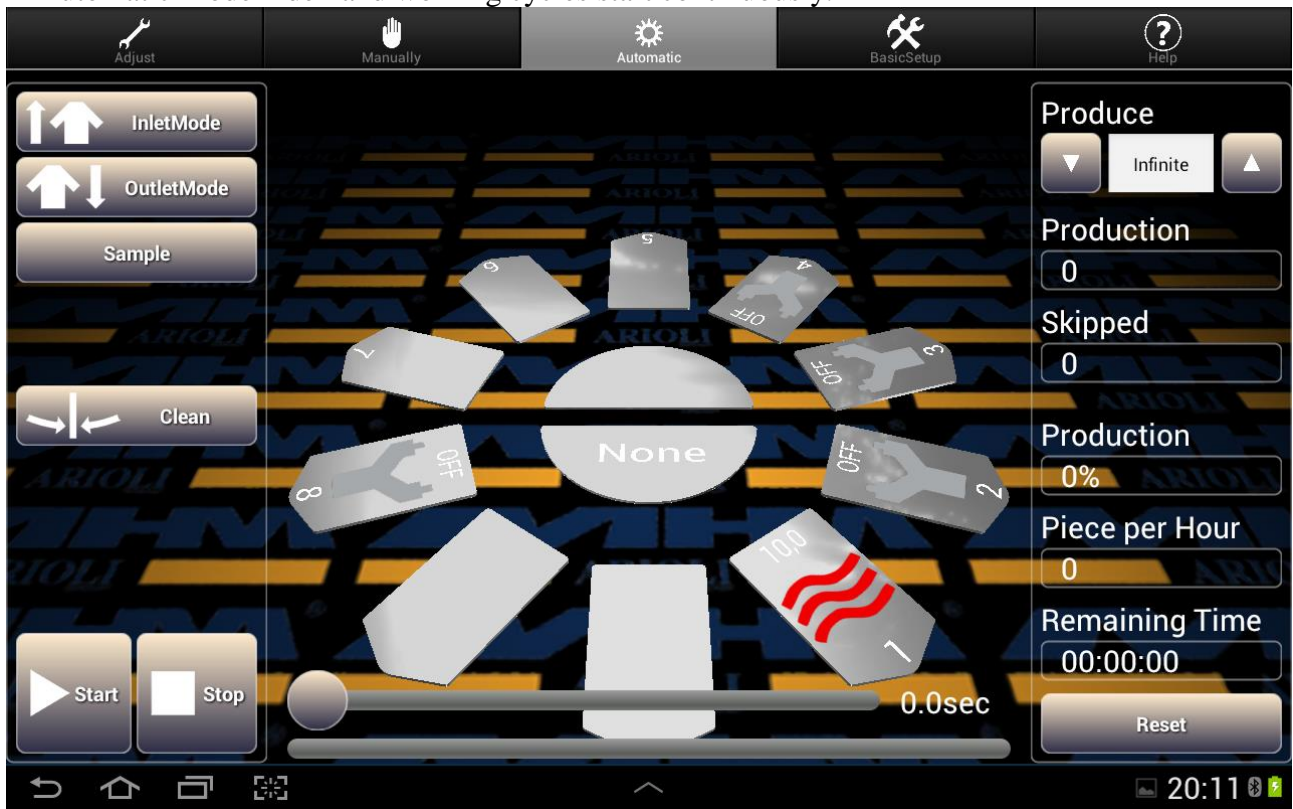 Adjust
Manually
Automatic
BasicSetup
Help
InletMode
OutletMode
Sample
Clean
Start
Stop
5
6
4
OFF
7
3
OFF
None
8
OFF
2
OFF
10,0
1
0.0sec
Produce
Infinite
Production
0
Skipped
0
Production
0%
Piece per Hour
0
Remaining Time
00:00:00
Reset
ARIOLI
MHM
20:11